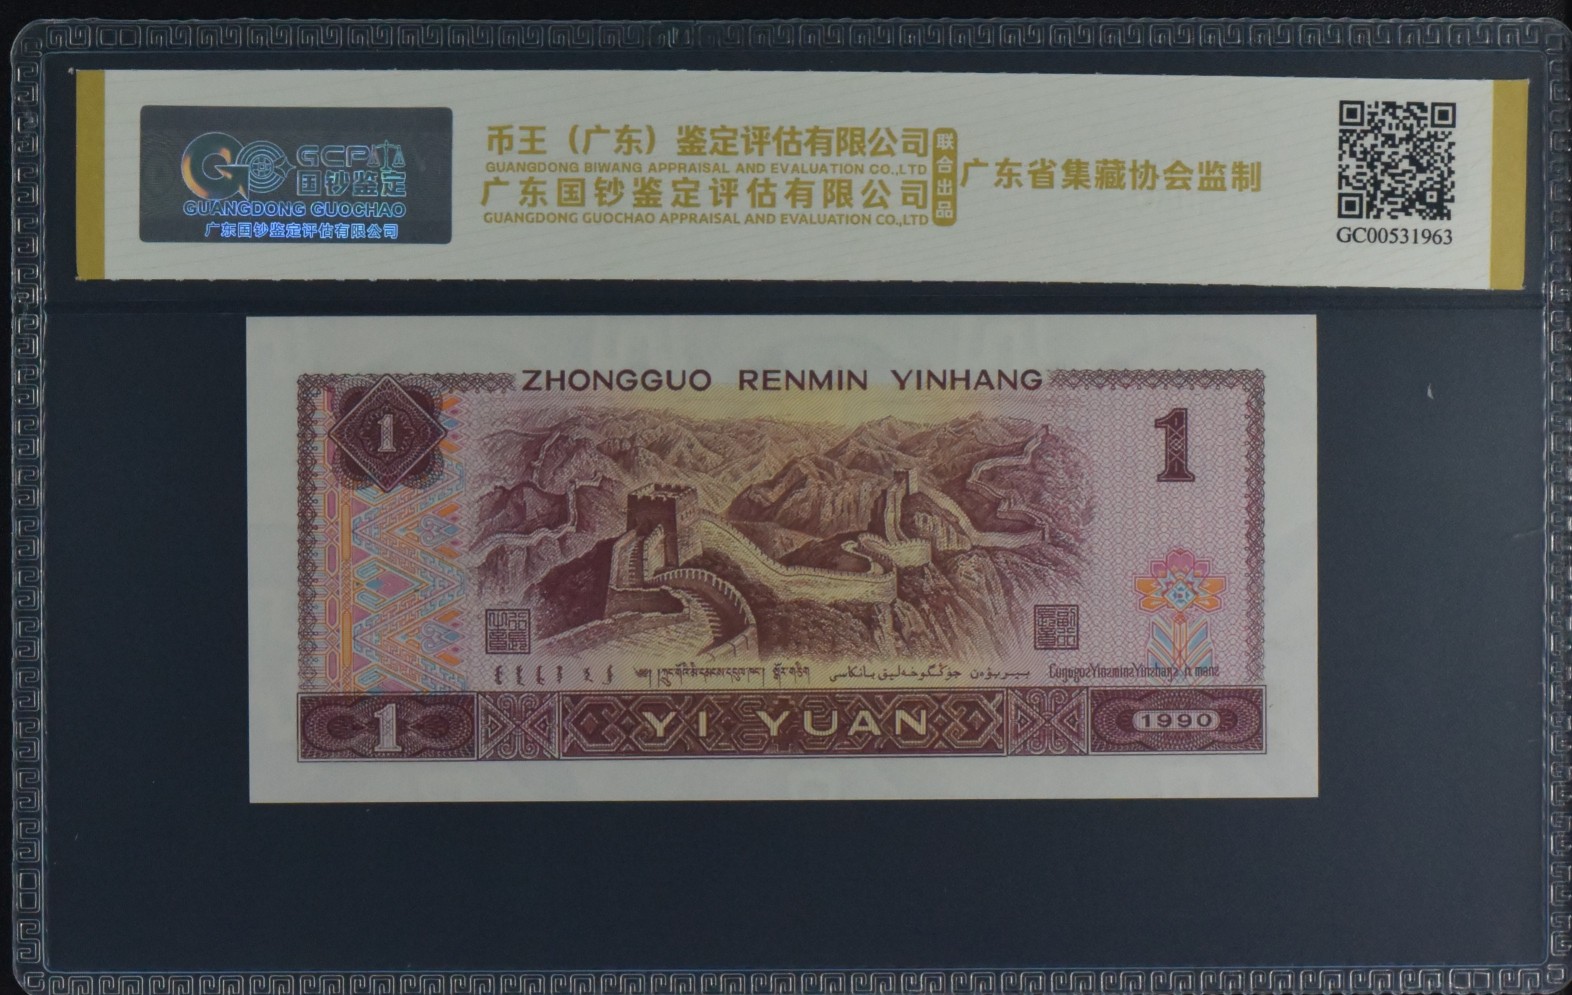 GCP
国钞鉴定
GUANGDONG GUOCHAO
广东国钞鉴定评估有限公司
币王（广东）鉴定评估有限公司
GUANGDONG BIWANG APPRAISAL AND EVALUATION CO.,LTD
广东国钞鉴定评估有限公司
GUANGDONG GUOCHAO APPRAISAL AND EVALUATION CO.,LTD
联合出品
广东省集藏协会监制
GC00531963
ZHONGGUO RENMIN YINHANG
1
1
1
YI YUAN
1990